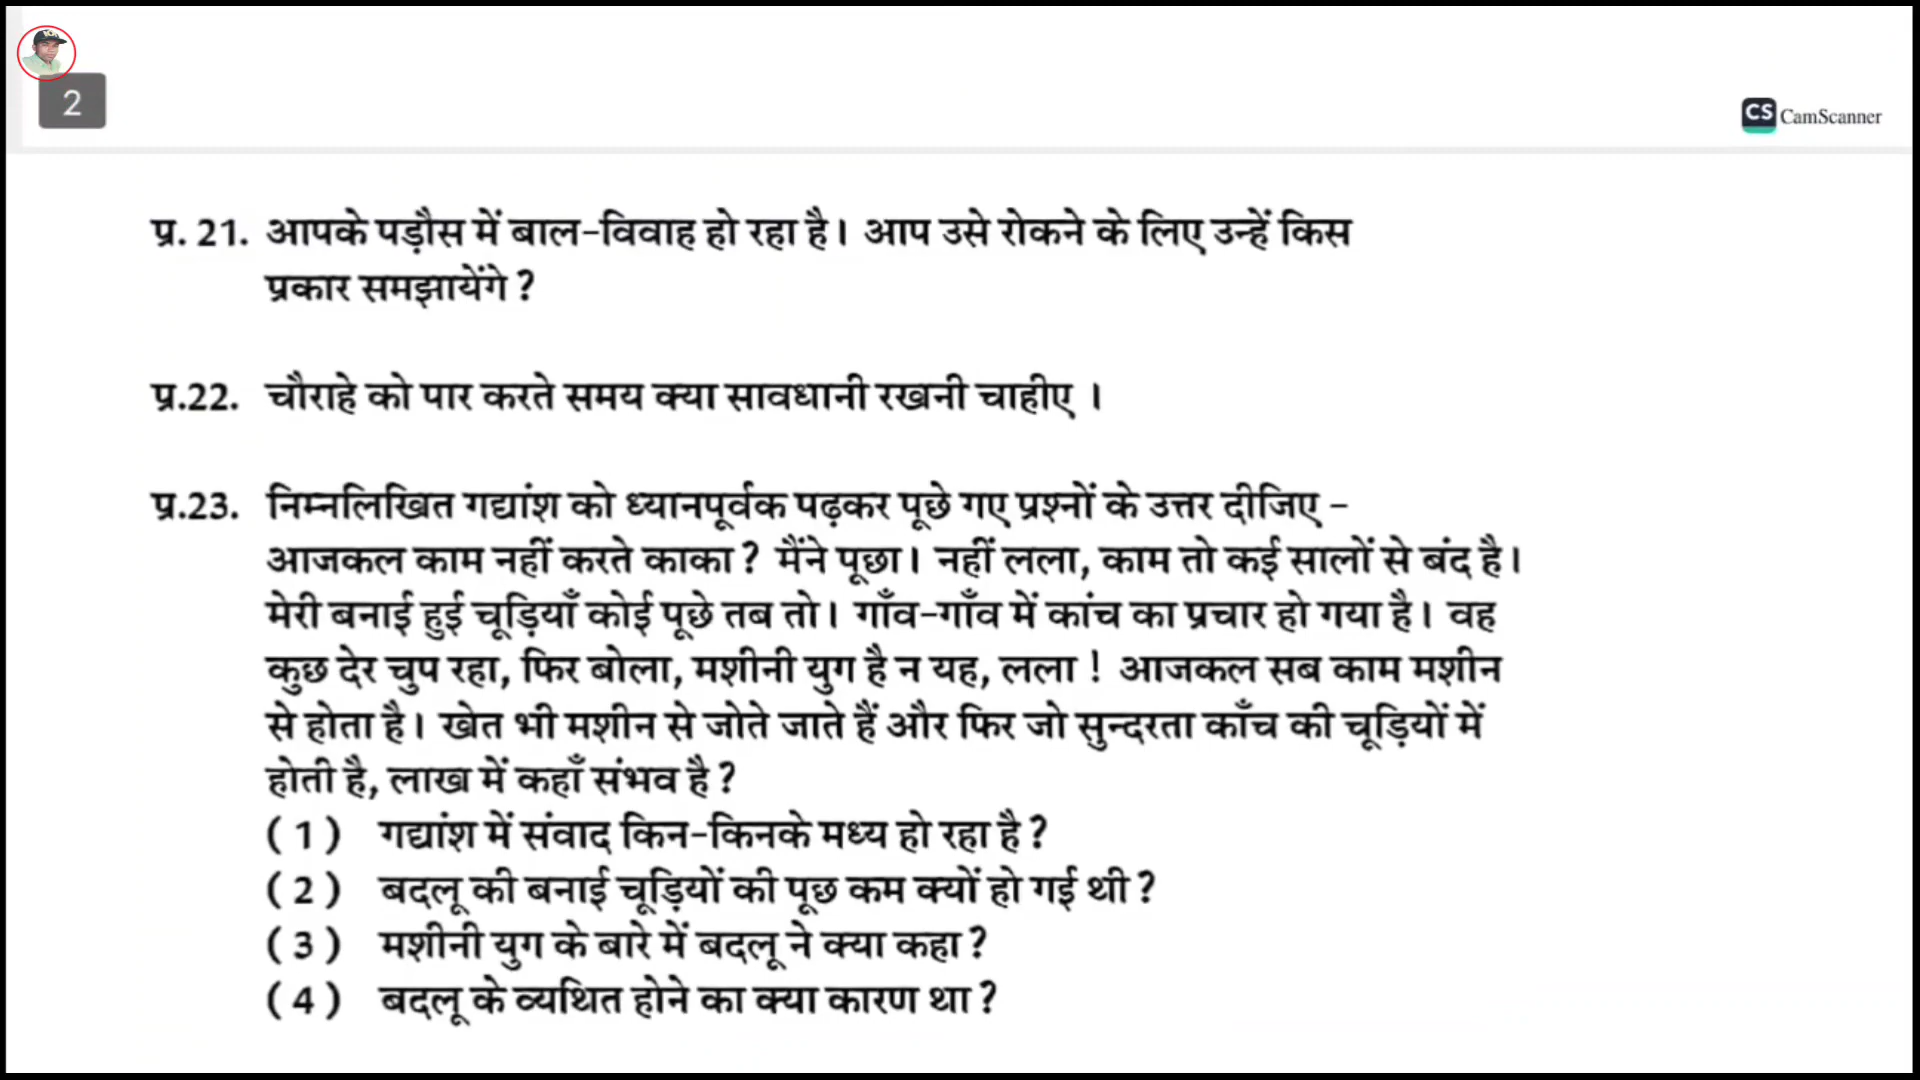 2
CS CamScanner
प्र. 21. आपके पड़ौस में बाल-विवाह हो रहा है। आप उसे रोकने के लिए उन्हें किस
प्रकार समझायेंगे ?
प्र.22. चौराहे को पार करते समय क्या सावधानी रखनी चाहीए ।
प्र.23. निम्नलिखित गद्यांश को ध्यानपूर्वक पढ़कर पूछे गए प्रश्नों के उत्तर दीजिए -
आजकल काम नहीं करते काका ? मैंने पूछा। नहीं लला, काम तो कई सालों से बंद है।
मेरी बनाई हुई चूड़ियाँ कोई पूछे तब तो। गाँव-गाँव में कांच का प्रचार हो गया है। वह
कुछ देर चुप रहा, फिर बोला, मशीनी युग है न यह, लला ! आजकल सब काम मशीन
से होता है। खेत भी मशीन से जोते जाते हैं और फिर जो सुन्दरता काँच की चूड़ियों में
होती है, लाख में कहाँ संभव है ?
( 1 ) गद्यांश में संवाद किन-किनके मध्य हो रहा है ?
( 2 ) बदलू की बनाई चूड़ियों की पूछ कम क्यों हो गई थी ?
( 3 ) मशीनी युग के बारे में बदलू ने क्या कहा ?
( 4 ) बदलू के व्यथित होने का क्या कारण था ?